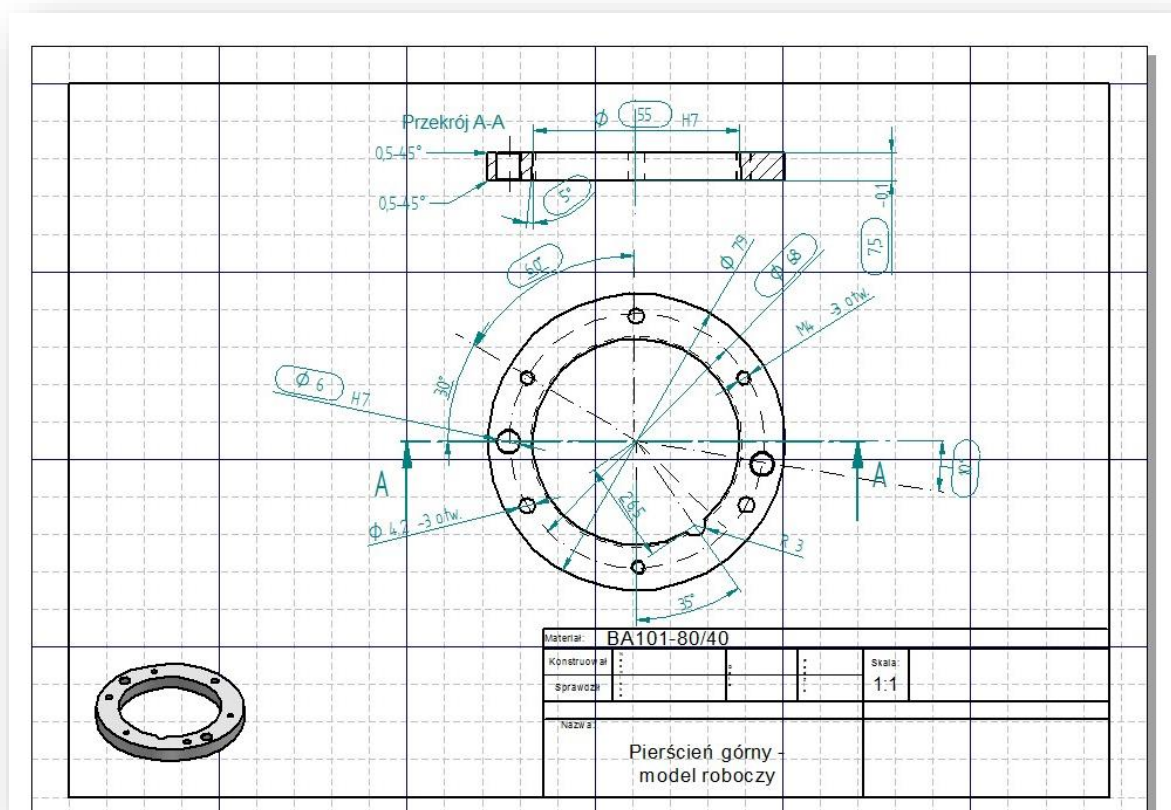 Przekrój A-A
Φ 55 H7
0,5-45°
0,5-45°
5°
-0,1
7,5
60°
Φ 79
Φ 68
M4 -3 otw.
30°
Φ 6 H7
10°
A
A
26,5
Φ 4,2 -3 otw.
R 3
35°
Materiał: BA101-80/40
Konstruował
Skala:
Sprawdził
1:1
Nazwa:
Pierścień górny -
model roboczy